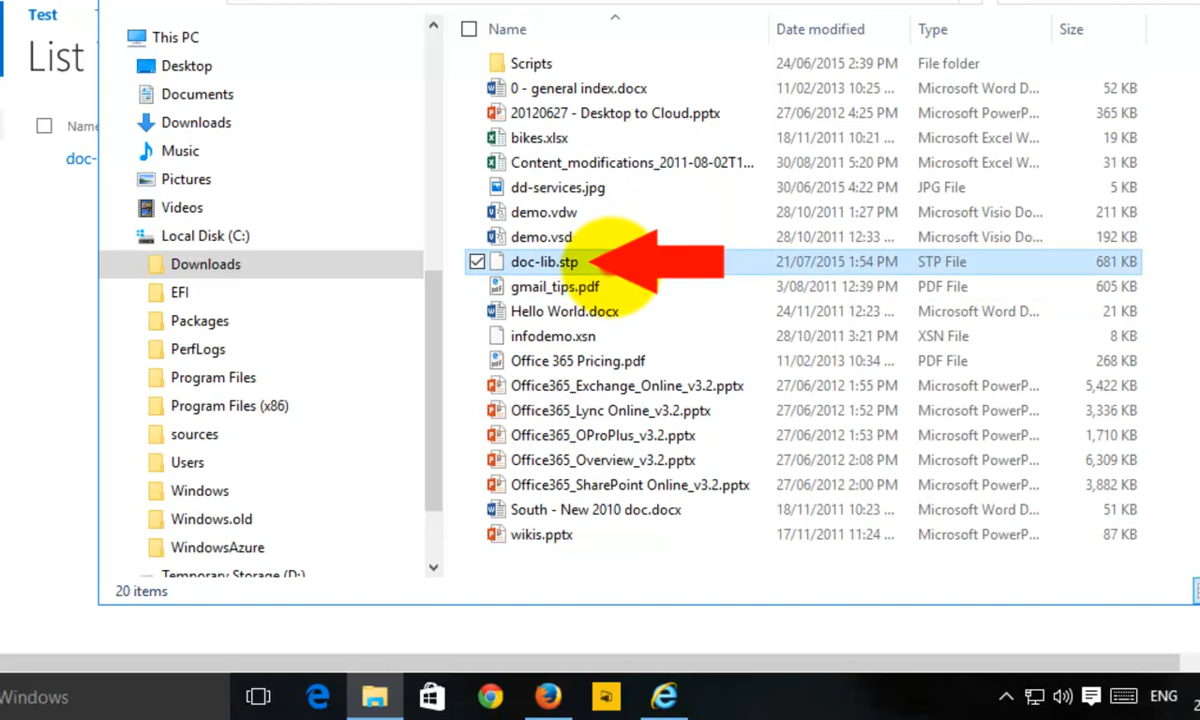 Test
List
Name
doc-
This PC
Desktop
Documents
Downloads
Music
Pictures
Videos
Local Disk (C:)
Downloads
EFI
Packages
PerfLogs
Program Files
Program Files (x86)
sources
Users
Windows
Windows.old
WindowsAzure
Temporary Storage (D:)
20 items
Name Date modified Type Size
Scripts 24/06/2015 2:39 PM File folder
0 - general index.docx 11/02/2013 10:25 ... Microsoft Word D... 52 KB
20120627 - Desktop to Cloud.pptx 27/06/2012 4:25 PM Microsoft PowerP... 365 KB
bikes.xlsx 18/11/2011 10:21 ... Microsoft Excel W... 19 KB
Content_modifications_2011-08-02T1... 30/08/2011 5:20 PM Microsoft Excel W... 31 KB
dd-services.jpg 30/06/2015 4:22 PM JPG File 5 KB
demo.vdw 28/10/2011 1:27 PM Microsoft Visio Do... 211 KB
demo.vsd 28/10/2011 12:33 ... Microsoft Visio Do... 192 KB
doc-lib.stp 21/07/2015 1:54 PM STP File 681 KB
gmail_tips.pdf 3/08/2011 12:39 PM PDF File 605 KB
Hello World.docx 24/11/2011 12:23 ... Microsoft Word D... 21 KB
infodemo.xsn 28/10/2011 3:21 PM XSN File 8 KB
Office 365 Pricing.pdf 11/02/2013 10:34 ... PDF File 268 KB
Office365_Exchange_Online_v3.2.pptx 27/06/2012 1:55 PM Microsoft PowerP... 5,422 KB
Office365_Lync Online_v3.2.pptx 27/06/2012 1:52 PM Microsoft PowerP... 3,336 KB
Office365_OProPlus_v3.2.pptx 27/06/2012 1:53 PM Microsoft PowerP... 1,710 KB
Office365_Overview_v3.2.pptx 27/06/2012 2:08 PM Microsoft PowerP... 6,309 KB
Office365_SharePoint Online_v3.2.pptx 27/06/2012 2:00 PM Microsoft PowerP... 3,882 KB
South - New 2010 doc.docx 18/11/2011 10:23 ... Microsoft Word D... 51 KB
wikis.pptx 17/11/2011 11:24 ... Microsoft PowerP... 87 KB
Windows
ENG